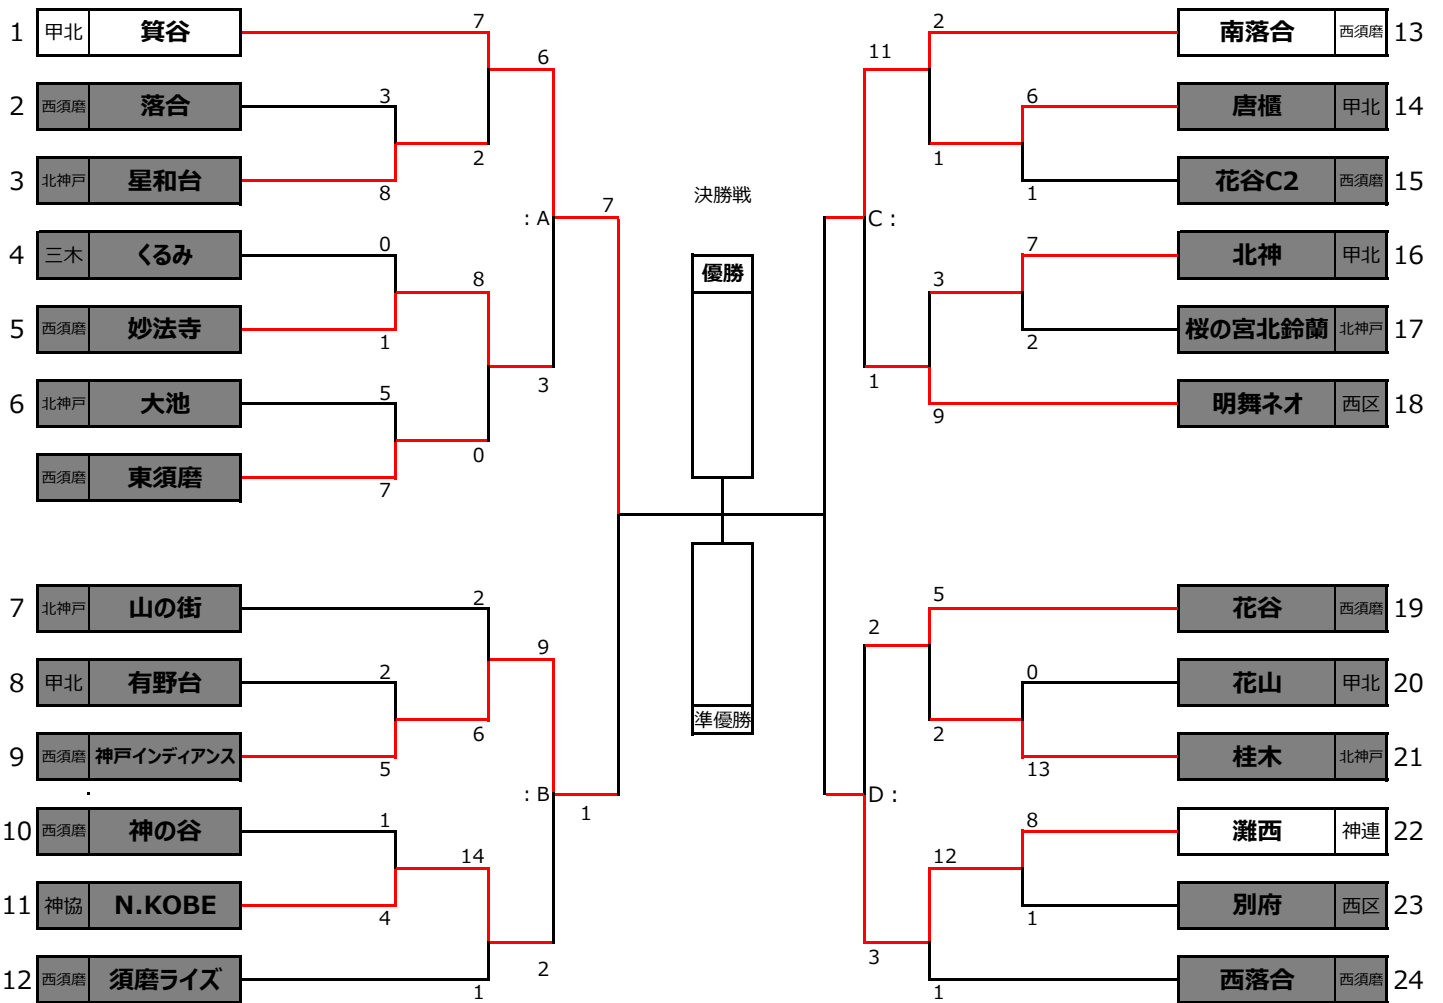 1 甲北 箕谷 7
6
2 西須磨 落合 3
2
3 北神戸 星和台 8
: A 7
4 三木 くるみ 0
8
5 西須磨 妙法寺 1
3
6 北神戸 大池 5
0
西須磨 東須磨 7
7 北神戸 山の街 2
9
8 甲北 有野台 2
6
9 西須磨 神戸インディアンス 5
: B 1
10 西須磨 神の谷 1
14
11 神協 N.KOBE 4
2
12 西須磨 須磨ライズ 1
決勝戦
優勝
準優勝
2 南落合 西須磨 13
11
6 唐櫃 甲北 14
1
1 花谷C2 西須磨 15
C :
7 北神 甲北 16
3
2 桜の宮北鈴蘭 北神戸 17
1
9 明舞ネオ 西区 18
5 花谷 西須磨 19
2
0 花山 甲北 20
2
13 桂木 北神戸 21
D :
8 灘西 神連 22
12
1 別府 西区 23
3
1 西落合 西須磨 24